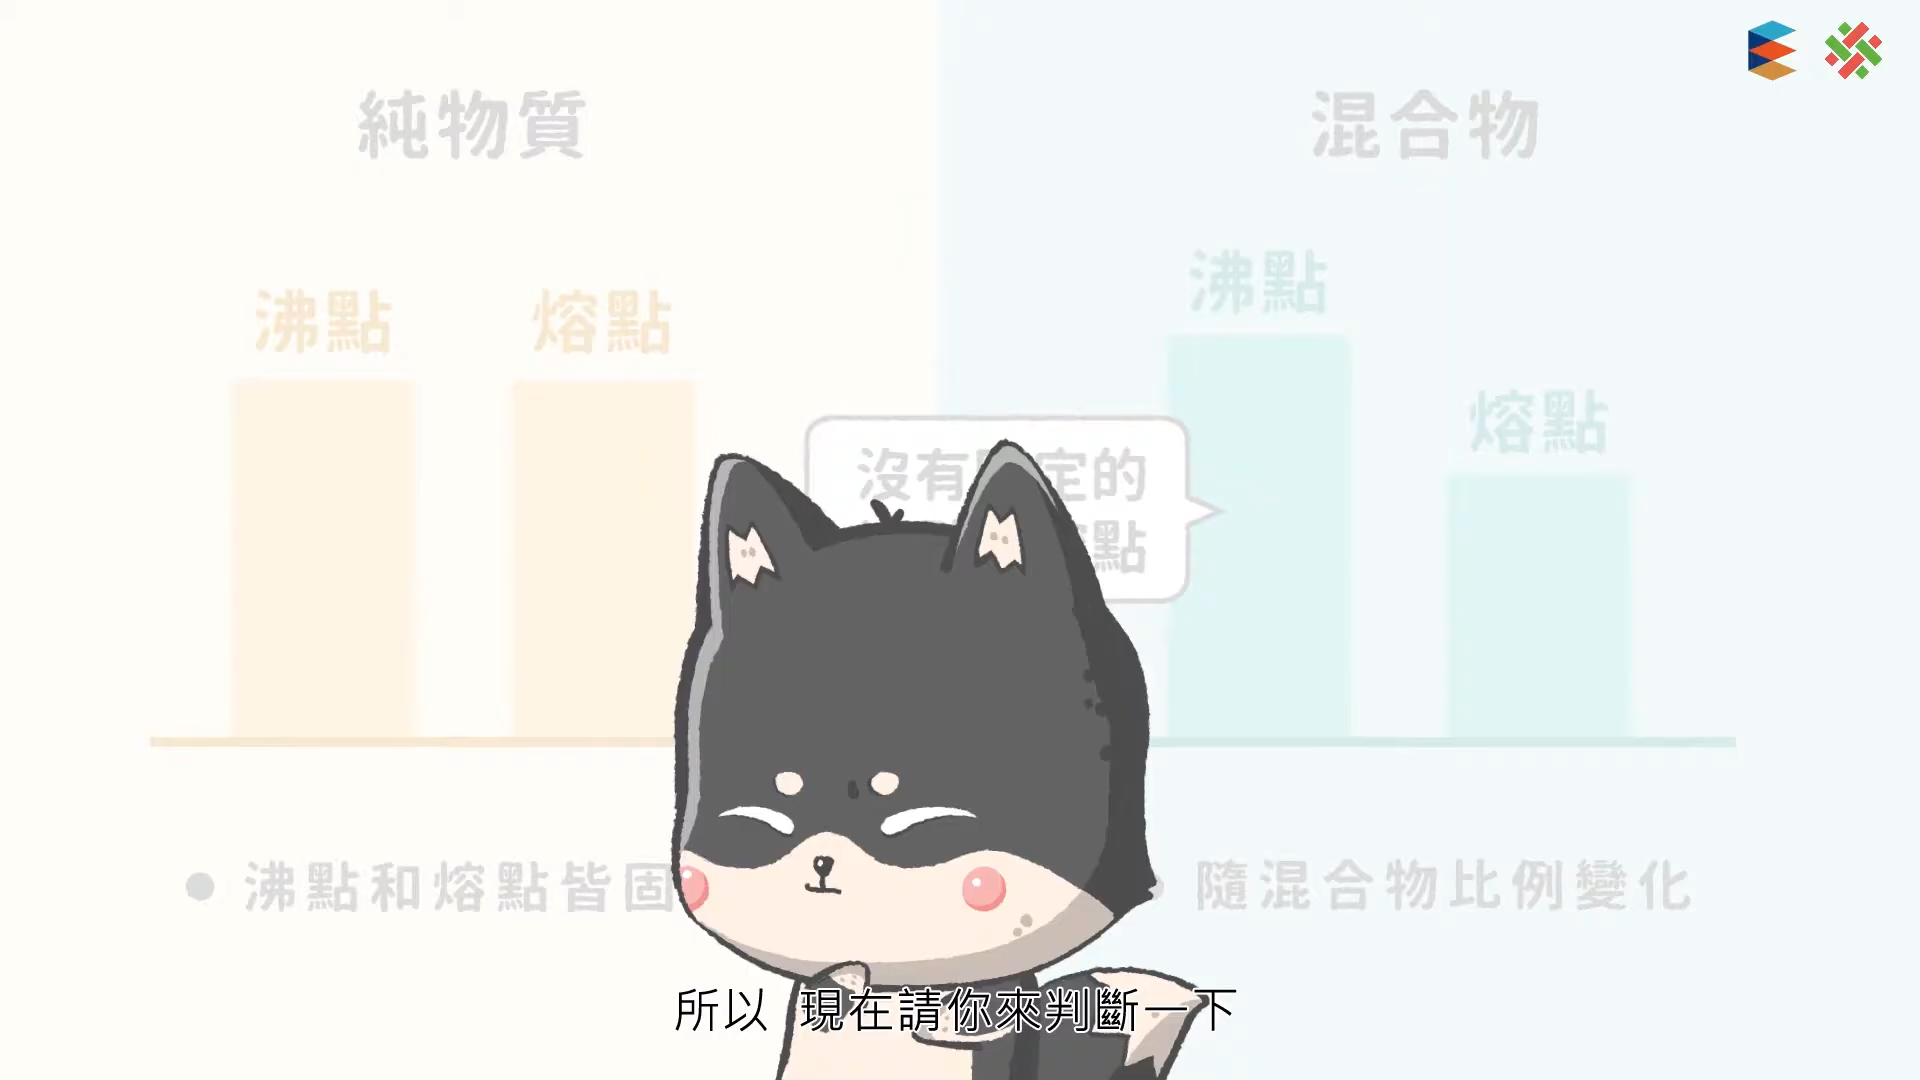 純物質
混合物
沸點
熔點
沸點
熔點
沒有 定的
點
沸點和熔點皆固
隨混合物比例變化
所以 現在請你來判斷一下